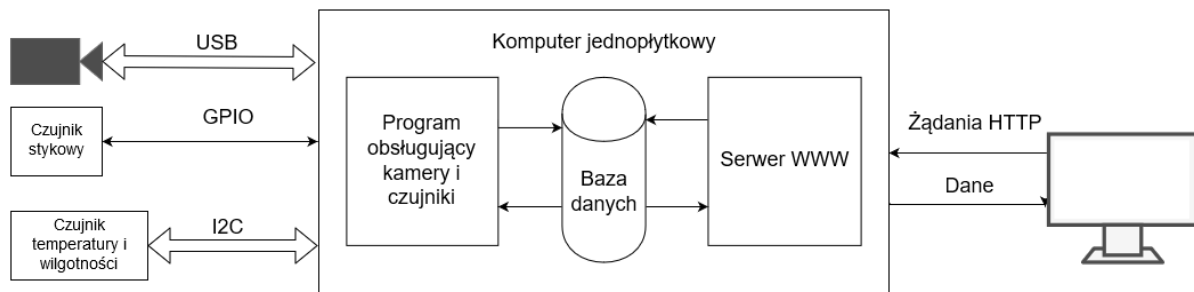 USB
Komputer jednopłytkowy
Czujnik
stykowy
GPIO
Program
obsługujący
kamery i
czujniki
Baza
danych
Serwer WWW
Żądania HTTP
Dane
Czujnik
temperatury i
wilgotności
I2C